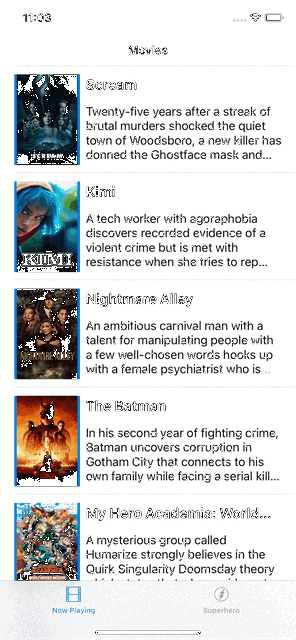 11:03
Movies
Scream
Twenty-five years after a streak of
brutal murders shocked the quiet
town of Woodsboro, a new killer has
donned the Ghostface mask and...
SCREAM
Kimi
A tech worker with agoraphobia
discovers recorded evidence of a
violent crime but is met with
resistance when she tries to rep...
KIMI
Nightmare Alley
An ambitious carnival man with a
talent for manipulating people with
a few well-chosen words hooks up
with a female psychiatrist who is...
NIGHTMARE ALLEY
The Batman
In his second year of fighting crime,
Batman uncovers corruption in
Gotham City that connects to his
own family while facing a serial kill...
My Hero Academia: World...
A mysterious group called
Humarize strongly believes in the
Quirk Singularity Doomsday theory
Now Playing
Superhero